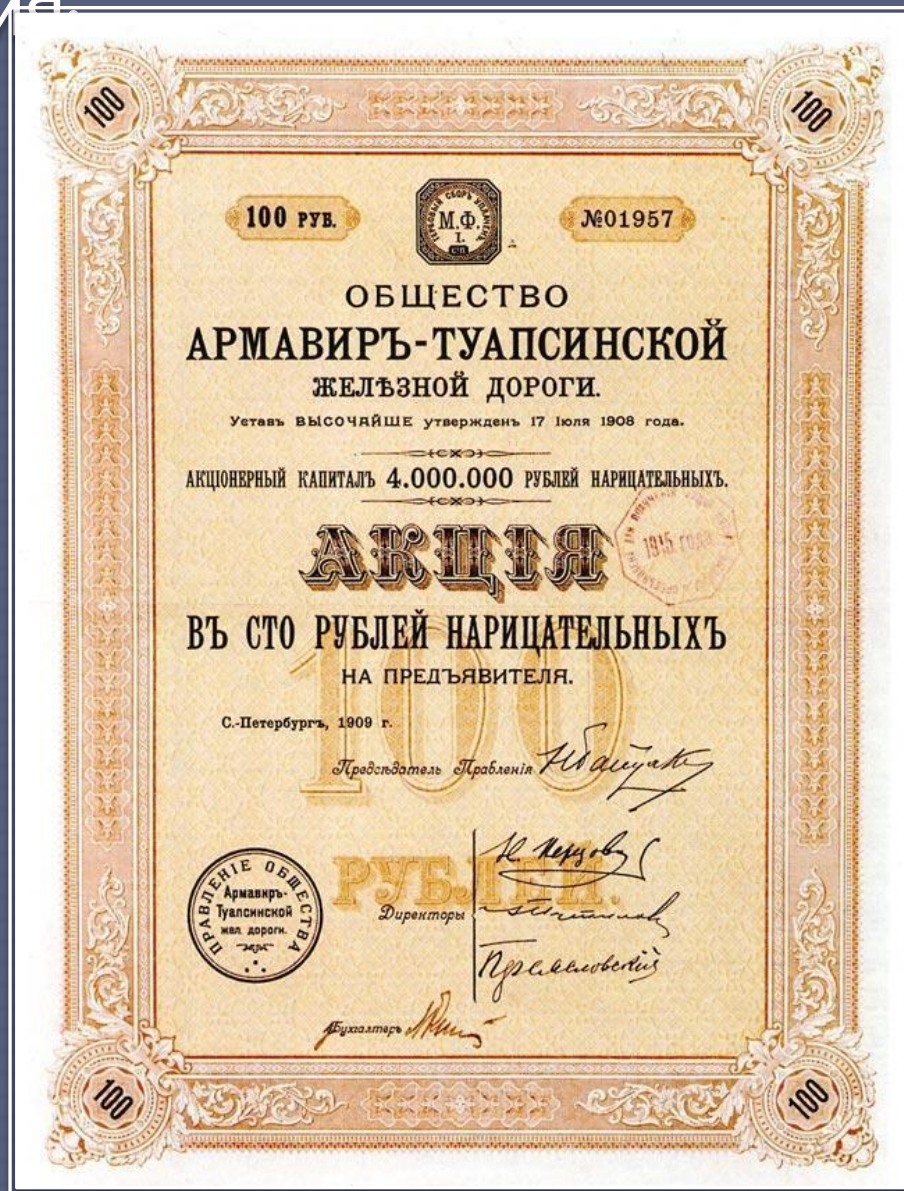 ия:
100
100
100 РУБ.
М.Ф.
I.
С.П.
№01957
ОБЩЕСТВО
АРМАВИРЪ-ТУАПСИНСКОЙ
ЖЕЛѢЗНОЙ ДОРОГИ.
Уставъ ВЫСОЧАЙШЕ утвержденъ 17 Іюля 1908 года.
АКЦІОНЕРНЫЙ КАПИТАЛЪ 4.000.000 РУБЛЕЙ НАРИЦАТЕЛЬНЫХЪ.
1915 ГОДА
АКЦІЯ
ВЪ СТО РУБЛЕЙ НАРИЦАТЕЛЬНЫХЪ
НА ПРЕДЪЯВИТЕЛЯ.
100
С.-Петербургъ, 1909 г.
Предсѣдатель Правленія
РУБЛЕЙ.
ПРАВЛЕНІЕ ОБЩЕСТВА
Армавиръ-
Туапсинской
жел. дороги.
Директоры
Бухгалтеръ
100
100